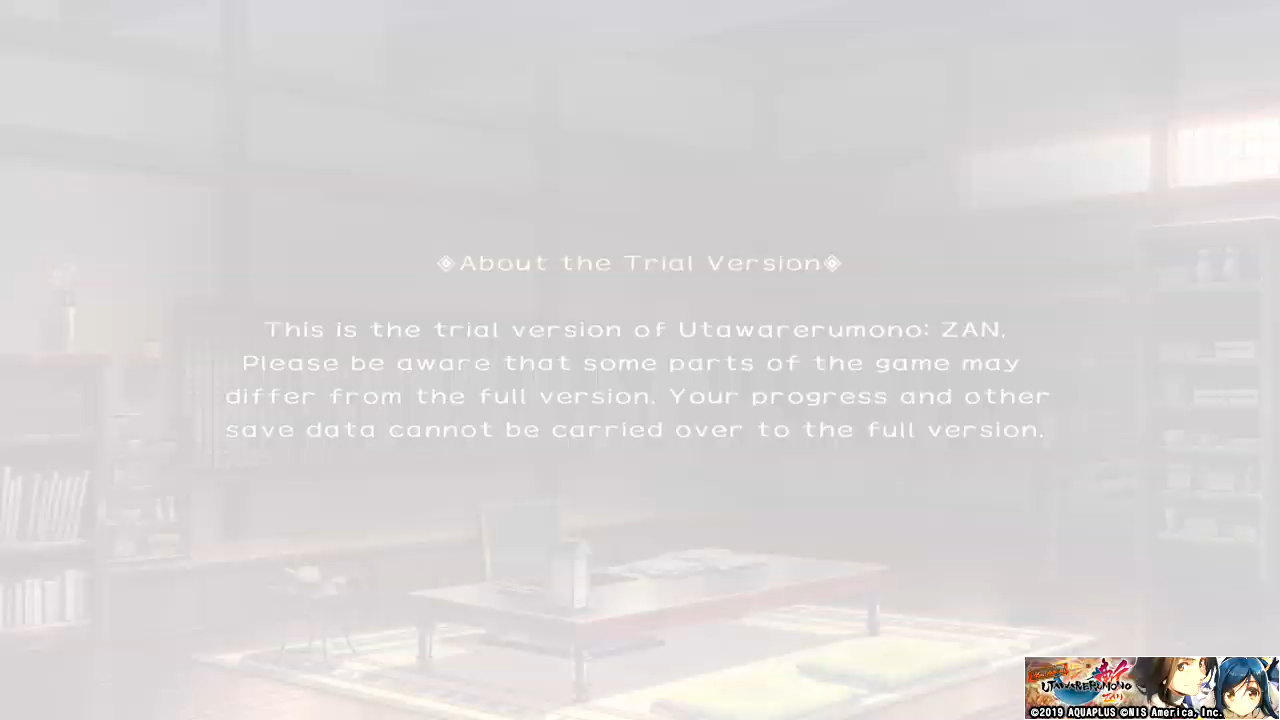 ◈About the Trial Version◈
This is the trial version of Utawarerumono: ZAN.
Please be aware that some parts of the game may
differ from the full version. Your progress and other
save data cannot be carried over to the full version.
斬
UTAWARERUMONO
ZAN
©2019 AQUAPLUS ©NIS America, Inc.